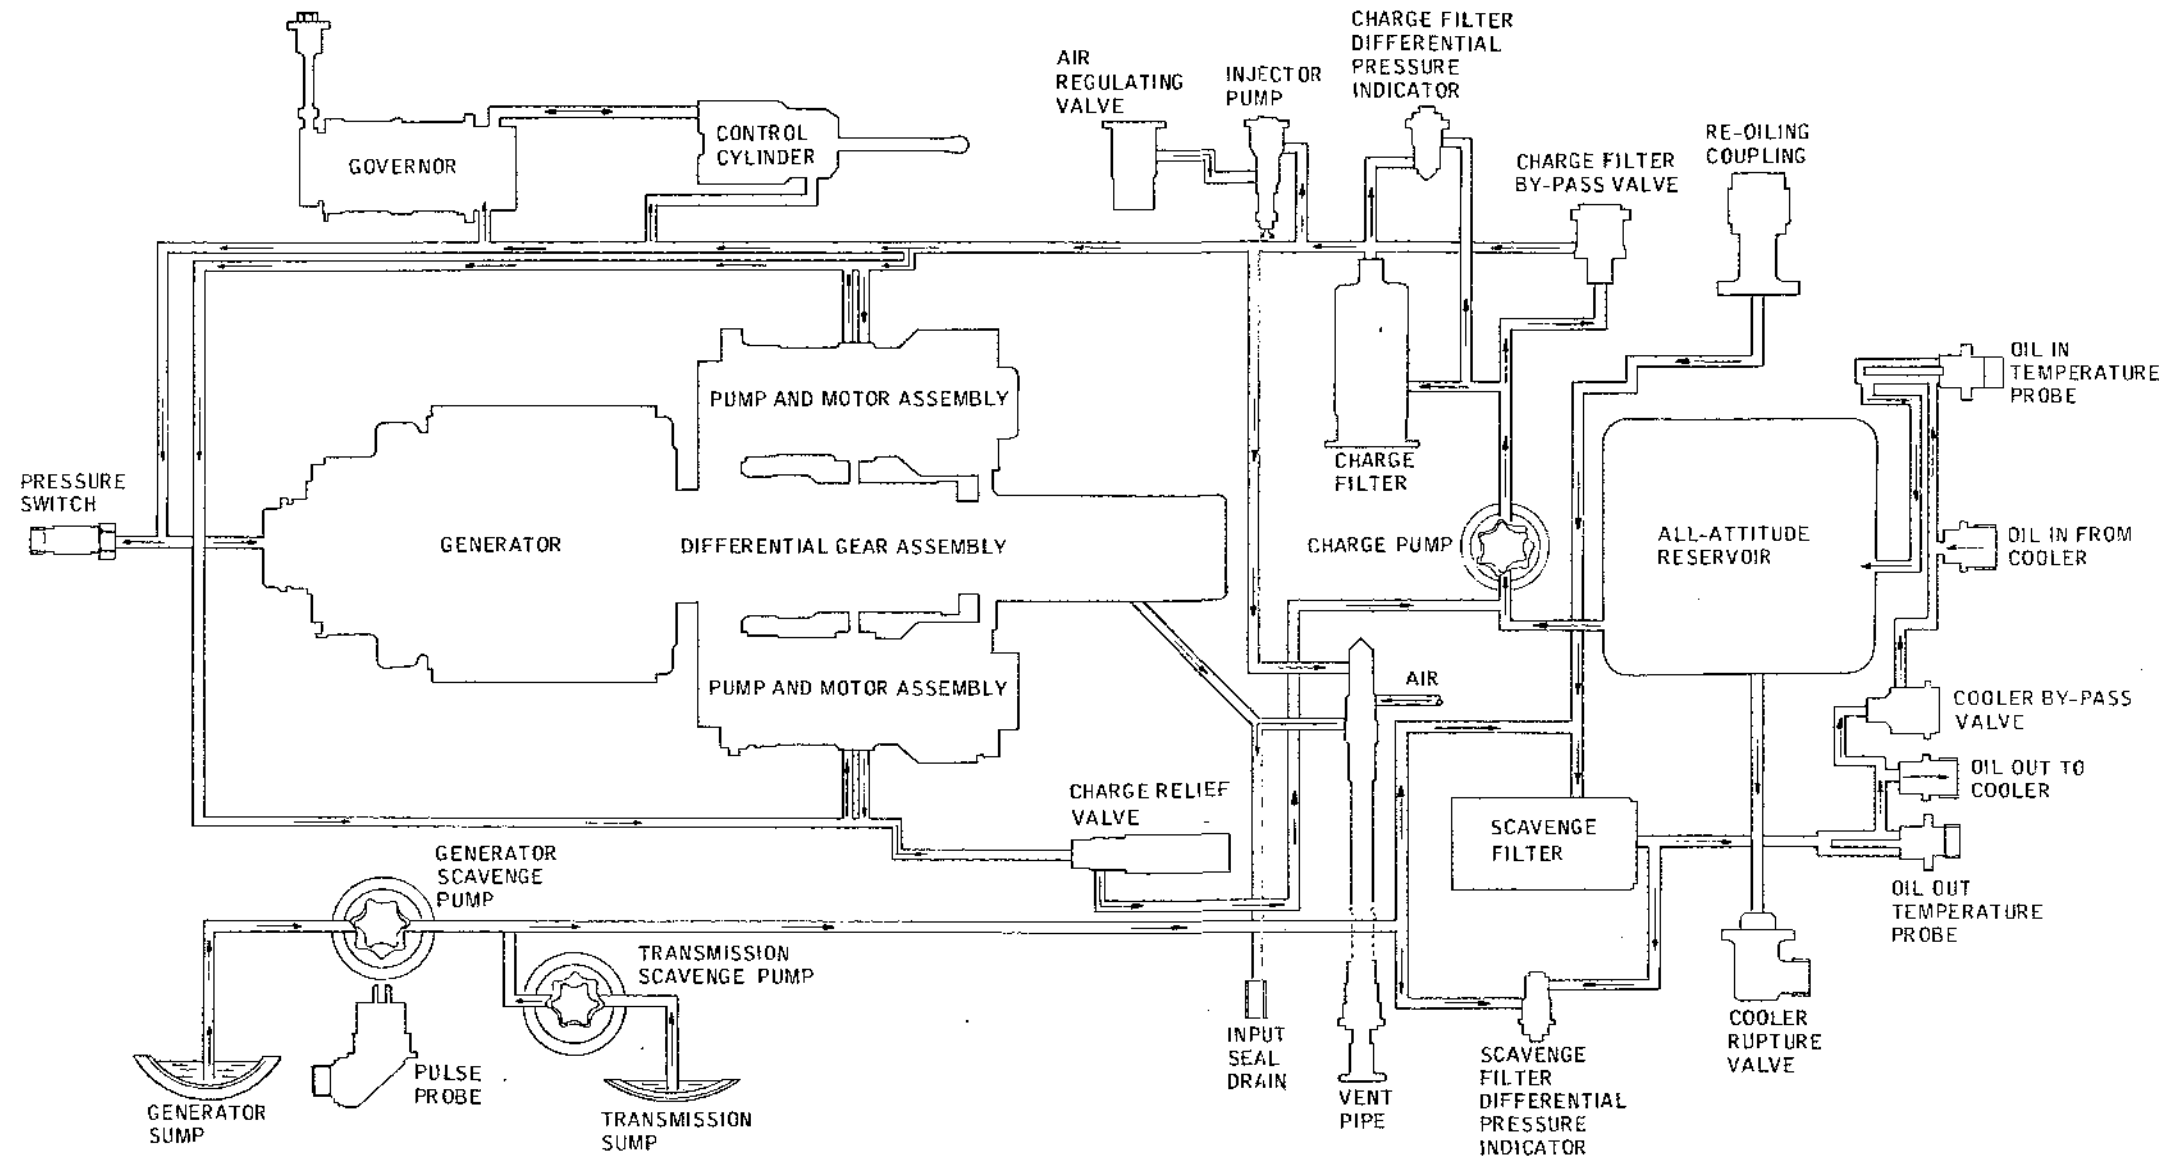 CHARGE FILTER
DIFFERENTIAL
PRESSURE
INDICATOR
AIR
REGULATING
VALVE
INJECTOR
PUMP
RE-OILING
COUPLING
CONTROL
CYLINDER
GOVERNOR
CHARGE FILTER
BY-PASS VALVE
OIL IN
TEMPERATURE
PROBE
PUMP AND MOTOR ASSEMBLY
CHARGE
FILTER
PRESSURE
SWITCH
GENERATOR
DIFFERENTIAL GEAR ASSEMBLY
CHARGE PUMP
ALL-ATTITUDE
RESERVOIR
OIL IN FROM
COOLER
PUMP AND MOTOR ASSEMBLY
AIR
COOLER BY-PASS
VALVE
OIL OUT TO
COOLER
CHARGE RELIEF
VALVE
SCAVENGE
FILTER
GENERATOR
SCAVENGE
PUMP
OIL OUT
TEMPERATURE
PROBE
TRANSMISSION
SCAVENGE PUMP
COOLER
RUPTURE
VALVE
INPUT
SEAL
DRAIN
SCAVENGE
FILTER
DIFFERENTIAL
PRESSURE
INDICATOR
PULSE
PROBE
VENT
PIPE
GENERATOR
SUMP
TRANSMISSION
SUMP